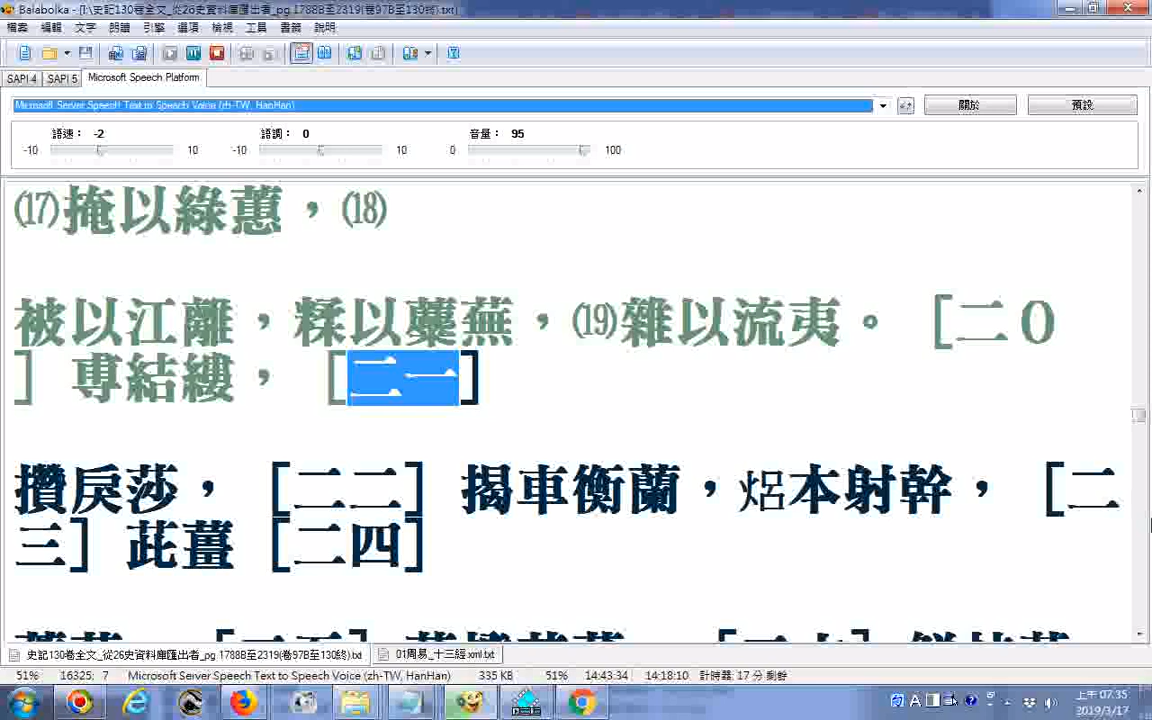 Balabolka - [I:\史記130卷全文_從26史資料庫匯出者_pg 1788B至2319(卷97B至130終).txt]
檔案 編輯 文字 朗讀 引擎 選項 檢視 工具 書籤 說明
SAPI 4 SAPI 5 Microsoft Speech Platform
Microsoft Server Speech Text to Speech Voice (zh-TW, HanHan)
關於 預設
語速： -2 語調： 0 音量： 95
-10 10 -10 10 0 100
⒄掩以綠蕙，⒅
被以江離，糅以蘪蕪，⒆雜以流夷。 [二０
] 尃結縷， [二一]
攢戾莎， [二二] 揭車衡蘭，焒本射幹， [二
三] 茈薑 [二四]
史記130卷全文_從26史資料庫匯出者_pg 1788B至2319(卷97B至130終).txt 01周易_十三經.xml.txt
51% 16325: 7 Microsoft Server Speech Text to Speech Voice (zh-TW, HanHan) 335 KB 51% 14:43:34 14:18:10 計時器: 17 分 剩餘
上午 07:35
2019/3/17